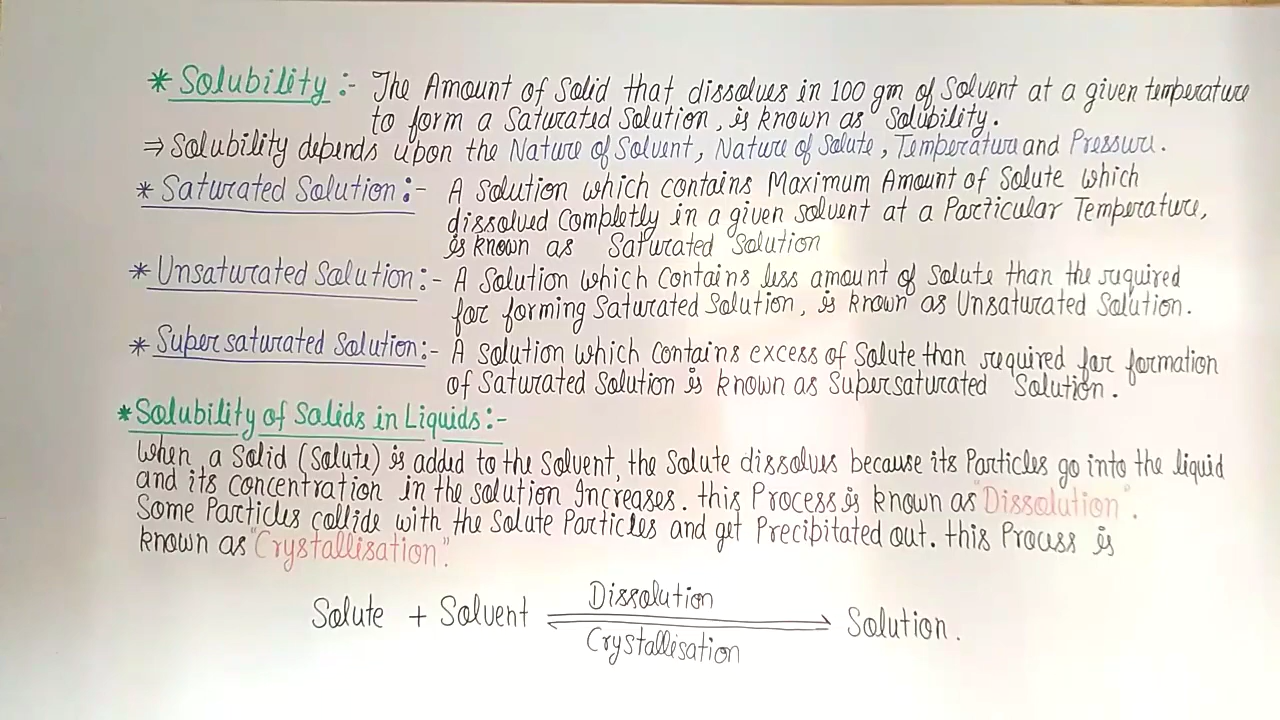 * Solubility :- The Amount of Solid that dissolves in 100 gm of Solvent at a given temperature
to form a Saturated Solution, is known as Solubility.
⇒ Solubility depends upon the Nature of Solvent, Nature of Solute, Temperature and Pressure.
* Saturated Solution :- A Solution which contains Maximum Amount of Solute which
dissolved Completly in a given solvent at a Particular Temperature,
is known as Saturated Solution
* Unsaturated Solution :- A Solution which Contains less amount of Solute than the required
for forming Saturated Solution, is known as Unsaturated Solution.
* Supersaturated Solution :- A Solution which Contains excess of Solute than required for formation
of Saturated Solution is known as Supersaturated Solution.
* Solubility of Solids in Liquids :-
When a Solid (Solute) is added to the Solvent, the Solute dissolves because its Particles go into the liquid
and its concentration in the solution Increases. this Process is known as "Dissolution".
Some Particles collide with the Solute Particles and get Precipitated out. this Process is
known as "Crystallisation".
Dissolution
Solute + Solvent ⇌ Solution.
Crystallisation